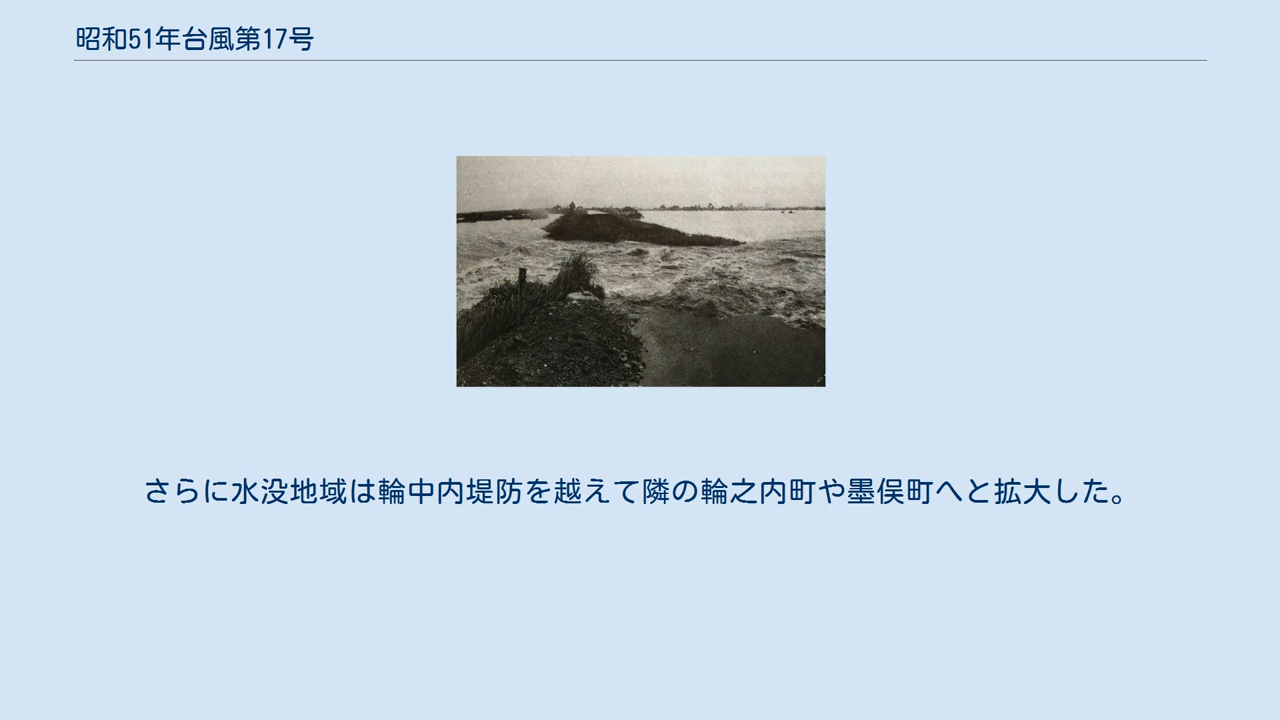 昭和51年台風第17号
さらに水没地域は輪中内堤防を越えて隣の輪之内町や墨俣町へと拡大した。